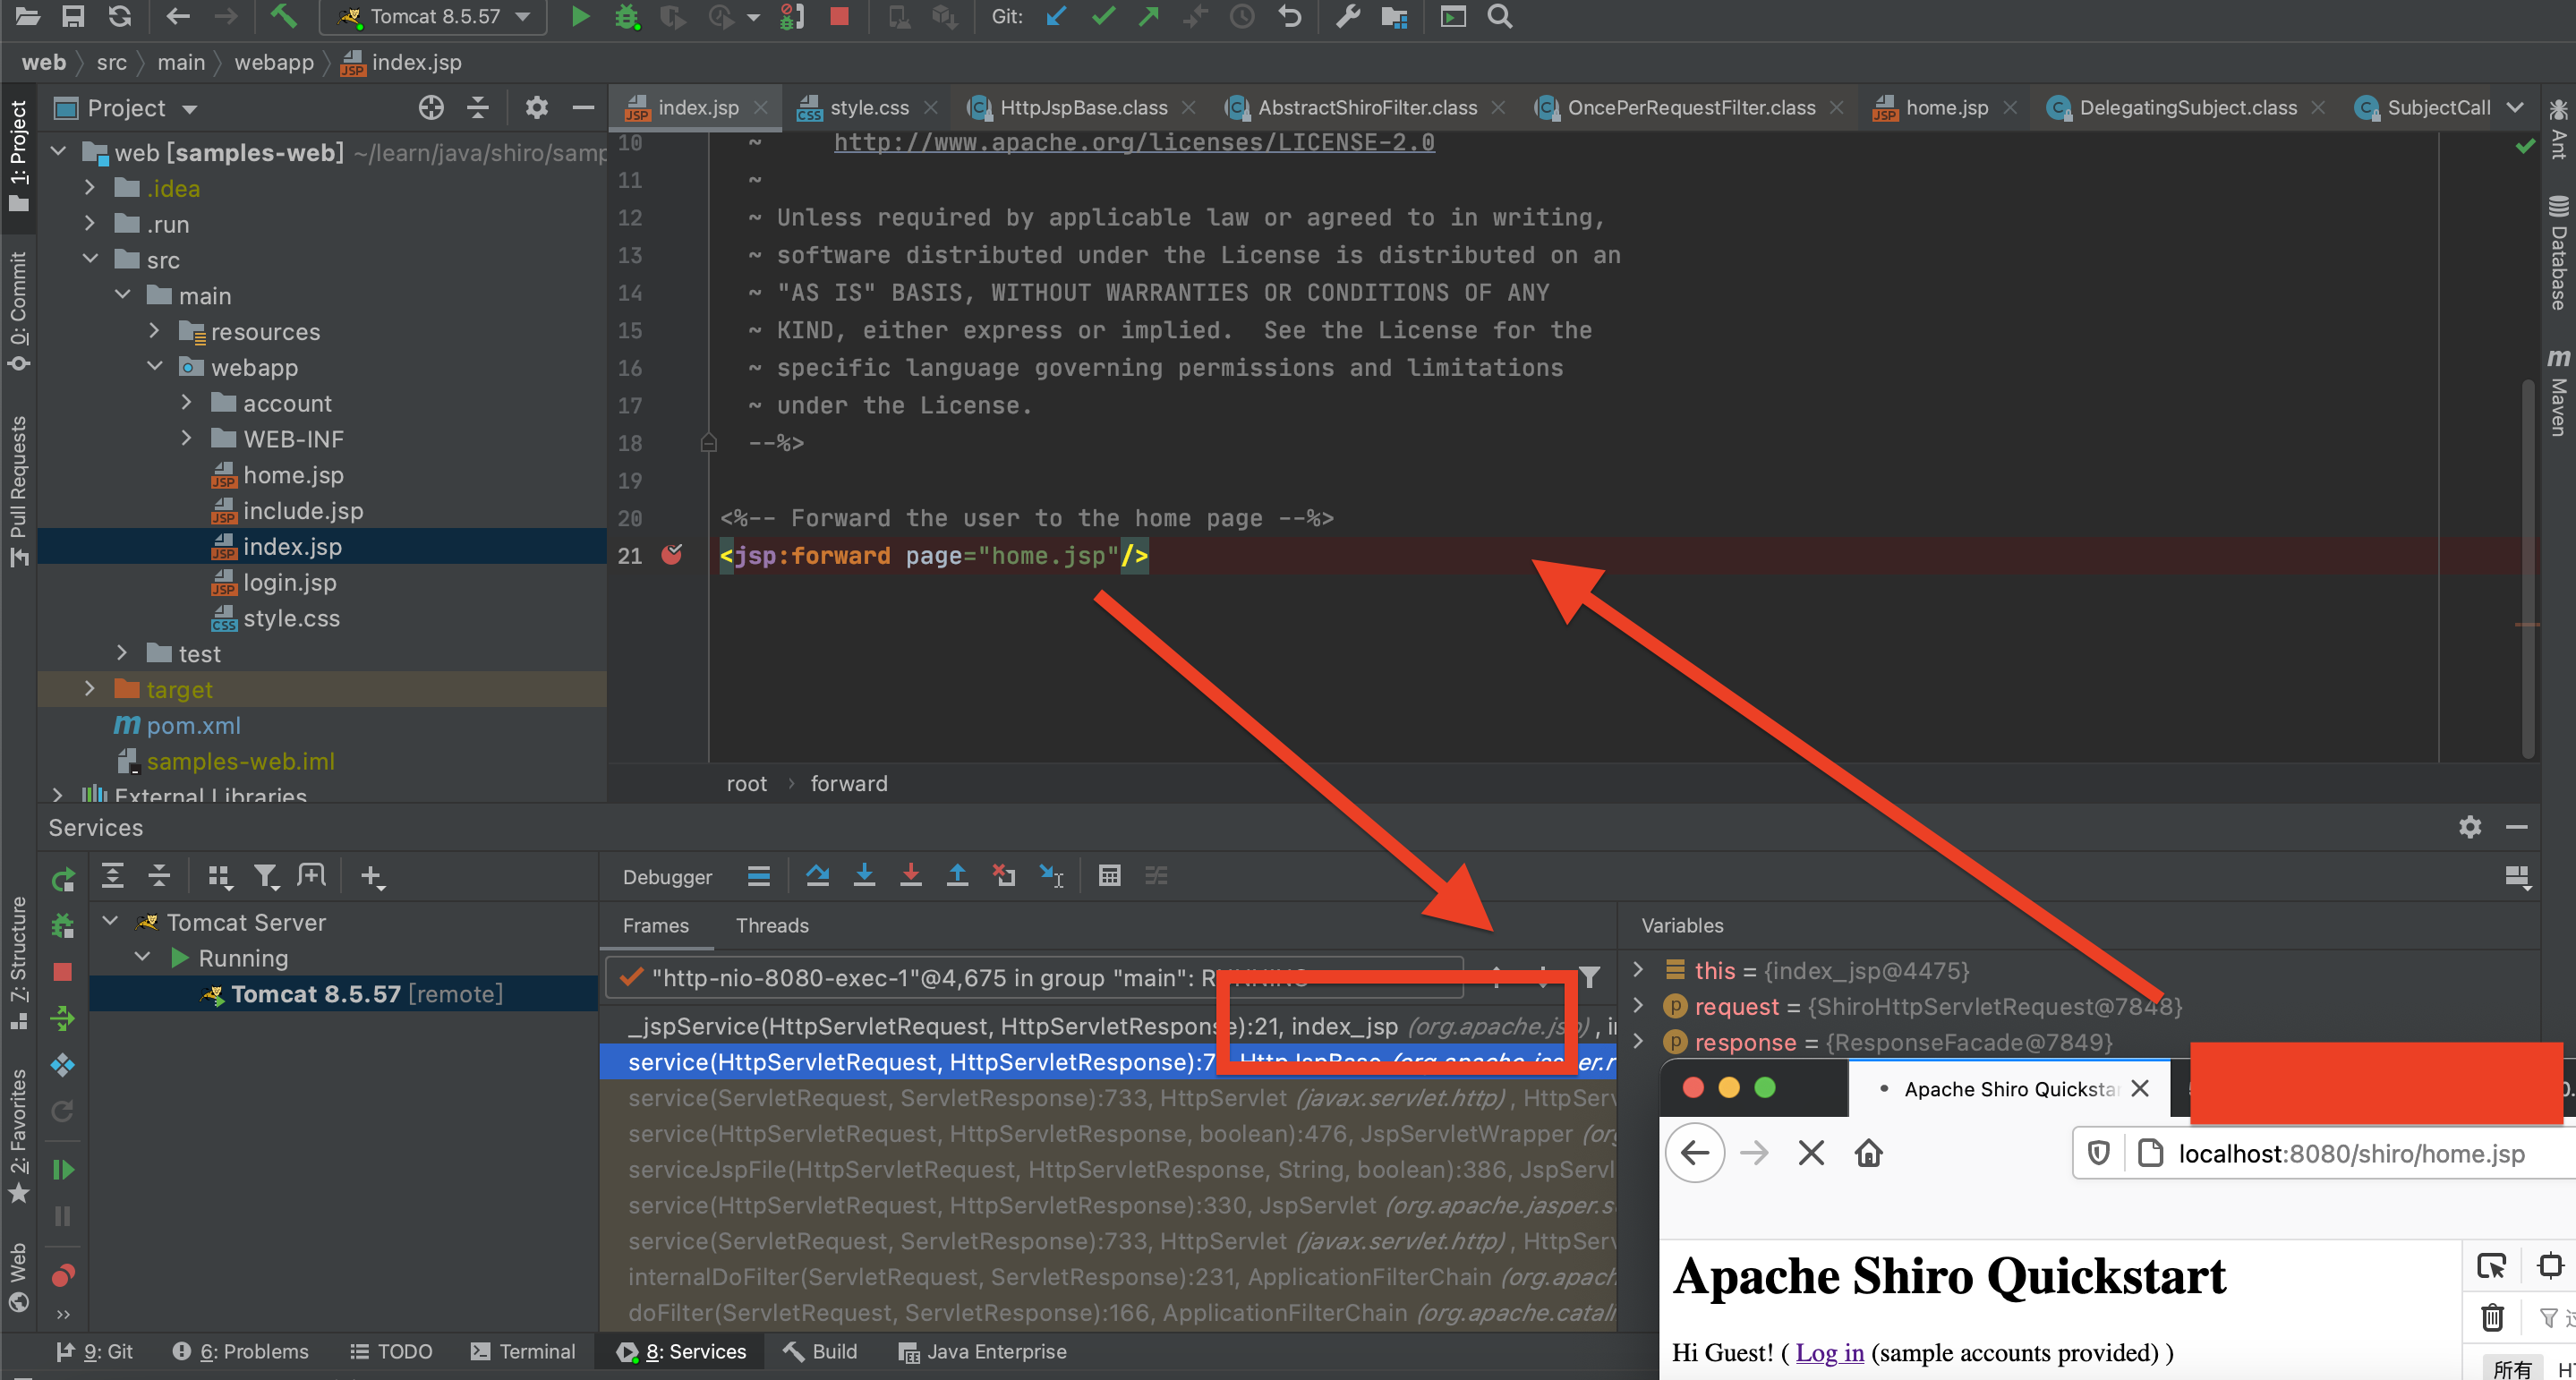 Tomcat 8.5.57
Git:
web src main webapp index.jsp
1: Project
0: Commit
Pull Requests
7: Structure
2: Favorites
Web
Project
web [samples-web] ~/learn/java/shiro/samp
.idea
.run
src
main
resources
webapp
account
WEB-INF
home.jsp
include.jsp
index.jsp
login.jsp
style.css
test
target
pom.xml
samples-web.iml
External Libraries
index.jsp style.css HttpJspBase.class AbstractShiroFilter.class OncePerRequestFilter.class home.jsp DelegatingSubject.class SubjectCall
10 ~ http://www.apache.org/licenses/LICENSE-2.0
11 ~
12 ~ Unless required by applicable law or agreed to in writing,
13 ~ software distributed under the License is distributed on an
14 ~ "AS IS" BASIS, WITHOUT WARRANTIES OR CONDITIONS OF ANY
15 ~ KIND, either express or implied.  See the License for the
16 ~ specific language governing permissions and limitations
17 ~ under the License.
18 --%>
19
20 <%-- Forward the user to the home page --%>
21 <jsp:forward page="home.jsp"/>
root › forward
Ant
Database
Maven
Services
Tomcat Server
Running
Tomcat 8.5.57 [remote]
Debugger
Frames Threads
"http-nio-8080-exec-1"@4,675 in group "main": RUNNING
_jspService(HttpServletRequest, HttpServletResponse):21, index_jsp (org.apache.jsp)
service(HttpServletRequest, HttpServletResponse):7 HttpJspBase (org.apache.jasper.r
service(ServletRequest, ServletResponse):733, HttpServlet (javax.servlet.http) , HttpServ
service(HttpServletRequest, HttpServletResponse, boolean):476, JspServletWrapper (org
serviceJspFile(HttpServletRequest, HttpServletResponse, String, boolean):386, JspServl
service(HttpServletRequest, HttpServletResponse):330, JspServlet (org.apache.jasper.s
service(ServletRequest, ServletResponse):733, HttpServlet (javax.servlet.http) , HttpServ
internalDoFilter(ServletRequest, ServletResponse):231, ApplicationFilterChain (org.apach
doFilter(ServletRequest, ServletResponse):166, ApplicationFilterChain (org.apache.catali
Variables
this = {index_jsp@4475}
request = {ShiroHttpServletRequest@7848}
response = {ResponseFacade@7849}
Apache Shiro Quickstar
localhost:8080/shiro/home.jsp
Apache Shiro Quickstart
Hi Guest! ( Log in (sample accounts provided) )
所有
9: Git 6: Problems TODO Terminal 8: Services Build Java Enterprise